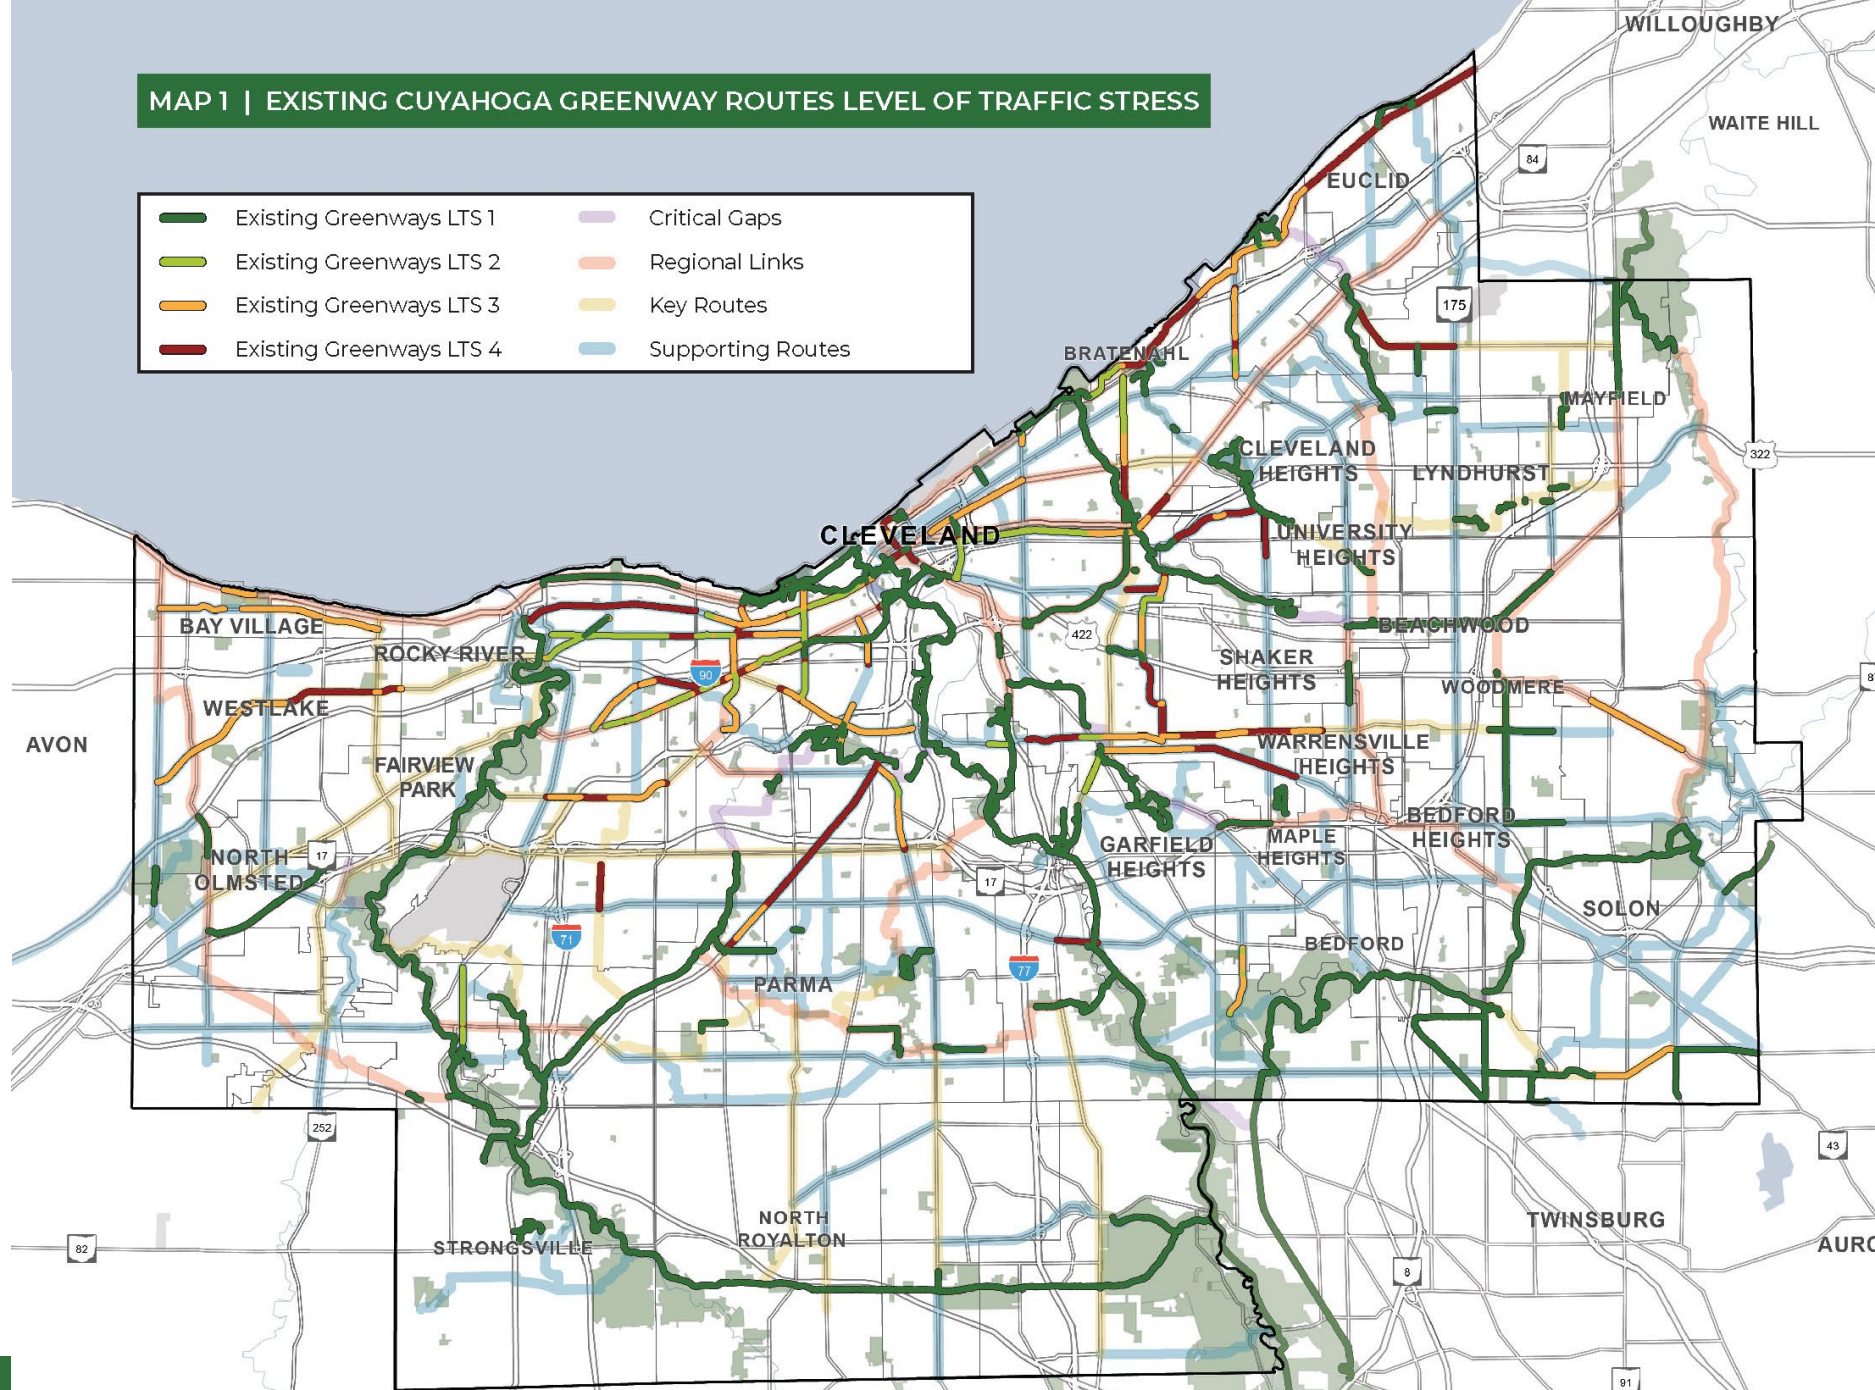 WILLOUGHBY
MAP 1 | EXISTING CUYAHOGA GREENWAY ROUTES LEVEL OF TRAFFIC STRESS
WAITE HILL
84
EUCLID
Existing Greenways LTS 1
Critical Gaps
Existing Greenways LTS 2
Regional Links
Existing Greenways LTS 3
Key Routes
Existing Greenways LTS 4
Supporting Routes
175
BRATENAHL
MAYFIELD
CLEVELAND
HEIGHTS
LYNDHURST
322
CLEVELAND
UNIVERSITY
HEIGHTS
BAY VILLAGE
BEACHWOOD
422
ROCKY RIVER
SHAKER
HEIGHTS
90
WOODMERE
8
WESTLAKE
AVON
WARRENSVILLE
HEIGHTS
FAIRVIEW
PARK
BEDFORD
HEIGHTS
GARFIELD
HEIGHTS
MAPLE
HEIGHTS
NORTH
OLMSTED
17
17
SOLON
71
BEDFORD
77
PARMA
252
43
NORTH
ROYALTON
TWINSBURG
STRONGSVILLE
82
AURO
8
91